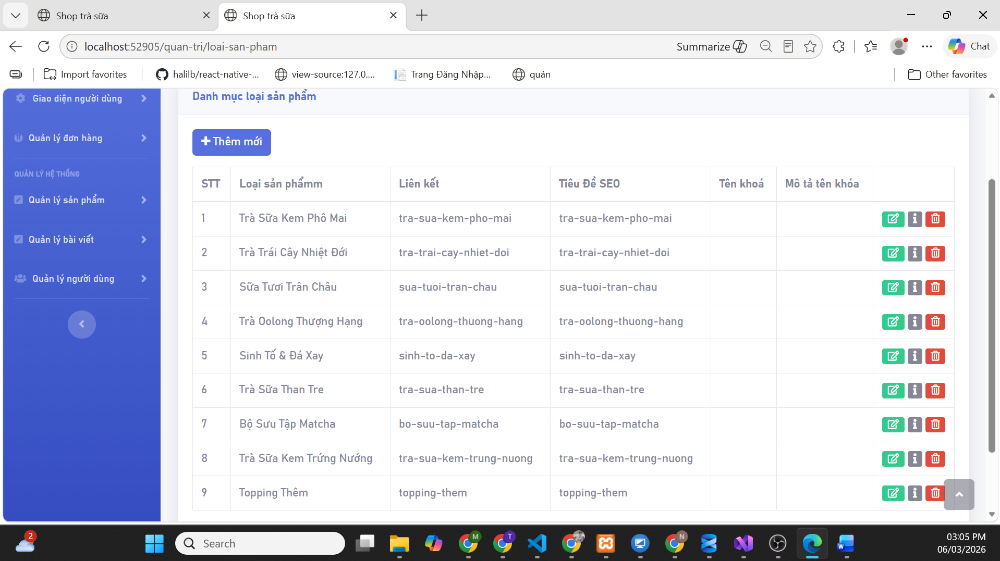 Shop trà sữa
Shop trà sữa
localhost:52905/quan-tri/loai-san-pham
Summarize
Chat
Import favorites
halilb/react-native-...
view-source:127.0....
Trang Đăng Nhập...
quản
Other favorites
Giao diện người dùng
Quản lý đơn hàng
QUẢN LÝ HỆ THỐNG
Quản lý sản phẩm
Quản lý bài viết
Quản lý người dùng
Danh mục loại sản phẩm
Thêm mới
STT Loại sản phẩmm Liên kết Tiêu Đề SEO Tên khoá Mô tả tên khóa
1 Trà Sữa Kem Phô Mai tra-sua-kem-pho-mai tra-sua-kem-pho-mai
2 Trà Trái Cây Nhiệt Đới tra-trai-cay-nhiet-doi tra-trai-cay-nhiet-doi
3 Sữa Tươi Trân Châu sua-tuoi-tran-chau sua-tuoi-tran-chau
4 Trà Oolong Thượng Hạng tra-oolong-thuong-hang tra-oolong-thuong-hang
5 Sinh Tố & Đá Xay sinh-to-da-xay sinh-to-da-xay
6 Trà Sữa Than Tre tra-sua-than-tre tra-sua-than-tre
7 Bộ Sưu Tập Matcha bo-suu-tap-matcha bo-suu-tap-matcha
8 Trà Sữa Kem Trứng Nướng tra-sua-kem-trung-nuong tra-sua-kem-trung-nuong
9 Topping Thêm topping-them topping-them
2
Search
M
T
N
W
03:05 PM
06/03/2026